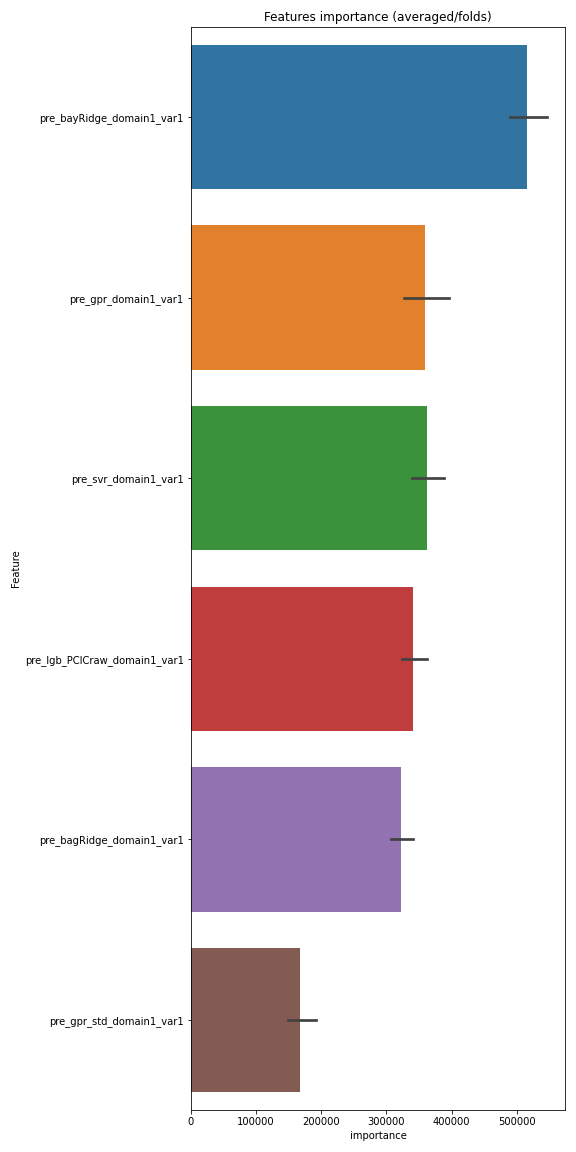 Features importance (averaged/folds)
pre_bayRidge_domain1_var1
pre_gpr_domain1_var1
pre_svr_domain1_var1
Feature
pre_lgb_PCICraw_domain1_var1
pre_bagRidge_domain1_var1
pre_gpr_std_domain1_var1
0 100000 200000 300000 400000 500000
importance